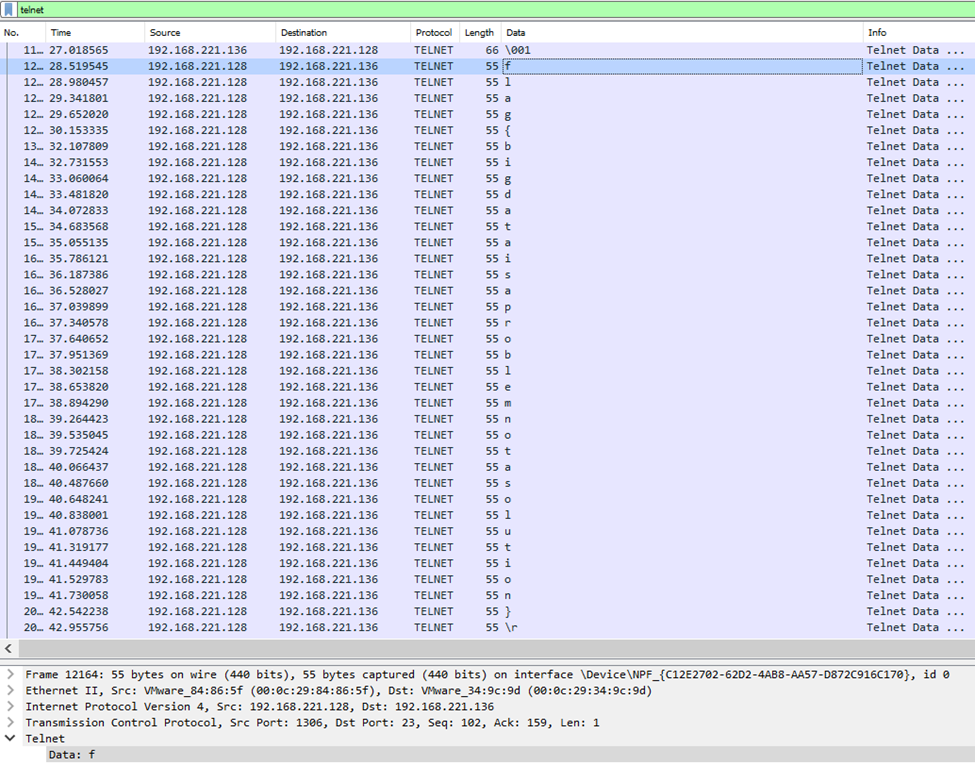 telnet
No. Time Source Destination Protocol Length Data Info
11… 27.018565 192.168.221.136 192.168.221.128 TELNET 66 \001 Telnet Data ...
12… 28.519545 192.168.221.128 192.168.221.136 TELNET 55 f Telnet Data ...
12… 28.980457 192.168.221.128 192.168.221.136 TELNET 55 l Telnet Data ...
12… 29.341801 192.168.221.128 192.168.221.136 TELNET 55 a Telnet Data ...
12… 29.652020 192.168.221.128 192.168.221.136 TELNET 55 g Telnet Data ...
12… 30.153335 192.168.221.128 192.168.221.136 TELNET 55 { Telnet Data ...
13… 32.107809 192.168.221.128 192.168.221.136 TELNET 55 b Telnet Data ...
14… 32.731553 192.168.221.128 192.168.221.136 TELNET 55 i Telnet Data ...
14… 33.060064 192.168.221.128 192.168.221.136 TELNET 55 g Telnet Data ...
14… 33.481820 192.168.221.128 192.168.221.136 TELNET 55 d Telnet Data ...
14… 34.072833 192.168.221.128 192.168.221.136 TELNET 55 a Telnet Data ...
15… 34.683568 192.168.221.128 192.168.221.136 TELNET 55 t Telnet Data ...
15… 35.055135 192.168.221.128 192.168.221.136 TELNET 55 a Telnet Data ...
16… 35.786121 192.168.221.128 192.168.221.136 TELNET 55 i Telnet Data ...
16… 36.187386 192.168.221.128 192.168.221.136 TELNET 55 s Telnet Data ...
16… 36.528027 192.168.221.128 192.168.221.136 TELNET 55 a Telnet Data ...
16… 37.039899 192.168.221.128 192.168.221.136 TELNET 55 p Telnet Data ...
16… 37.340578 192.168.221.128 192.168.221.136 TELNET 55 r Telnet Data ...
17… 37.640652 192.168.221.128 192.168.221.136 TELNET 55 o Telnet Data ...
17… 37.951369 192.168.221.128 192.168.221.136 TELNET 55 b Telnet Data ...
17… 38.302158 192.168.221.128 192.168.221.136 TELNET 55 l Telnet Data ...
17… 38.653820 192.168.221.128 192.168.221.136 TELNET 55 e Telnet Data ...
17… 38.894290 192.168.221.128 192.168.221.136 TELNET 55 m Telnet Data ...
18… 39.264423 192.168.221.128 192.168.221.136 TELNET 55 n Telnet Data ...
18… 39.535045 192.168.221.128 192.168.221.136 TELNET 55 o Telnet Data ...
18… 39.725424 192.168.221.128 192.168.221.136 TELNET 55 t Telnet Data ...
18… 40.066437 192.168.221.128 192.168.221.136 TELNET 55 a Telnet Data ...
18… 40.487660 192.168.221.128 192.168.221.136 TELNET 55 s Telnet Data ...
19… 40.648241 192.168.221.128 192.168.221.136 TELNET 55 o Telnet Data ...
19… 40.838001 192.168.221.128 192.168.221.136 TELNET 55 l Telnet Data ...
19… 41.078736 192.168.221.128 192.168.221.136 TELNET 55 u Telnet Data ...
19… 41.319177 192.168.221.128 192.168.221.136 TELNET 55 t Telnet Data ...
19… 41.449404 192.168.221.128 192.168.221.136 TELNET 55 i Telnet Data ...
19… 41.529783 192.168.221.128 192.168.221.136 TELNET 55 o Telnet Data ...
19… 41.730058 192.168.221.128 192.168.221.136 TELNET 55 n Telnet Data ...
20… 42.542238 192.168.221.128 192.168.221.136 TELNET 55 } Telnet Data ...
20… 42.955756 192.168.221.128 192.168.221.136 TELNET 55 \r Telnet Data ...
Frame 12164: 55 bytes on wire (440 bits), 55 bytes captured (440 bits) on interface \Device\NPF_{C12E2702-62D2-4AB8-AA57-D872C916C170}, id 0
Ethernet II, Src: VMware_84:86:5f (00:0c:29:84:86:5f), Dst: VMware_34:9c:9d (00:0c:29:34:9c:9d)
Internet Protocol Version 4, Src: 192.168.221.128, Dst: 192.168.221.136
Transmission Control Protocol, Src Port: 1306, Dst Port: 23, Seq: 102, Ack: 159, Len: 1
Telnet
Data: f